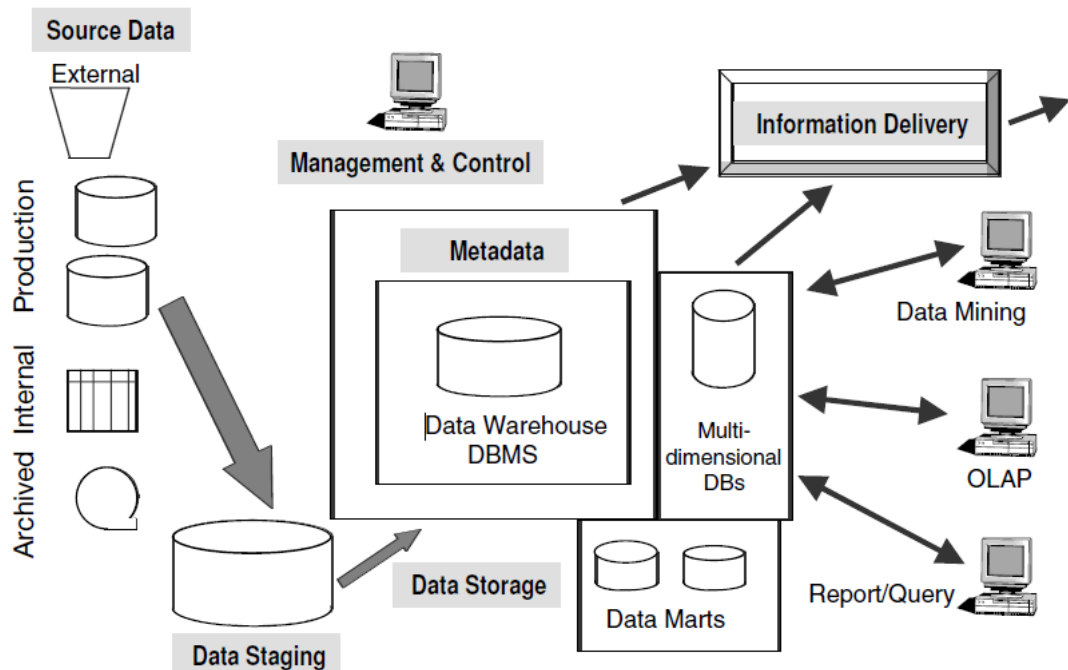 Source Data
External
Production
Internal
Archived
Management & Control
Information Delivery
Metadata
Data Warehouse
DBMS
Multi-
dimensional
DBs
Data Mining
OLAP
Report/Query
Data Marts
Data Storage
Data Staging